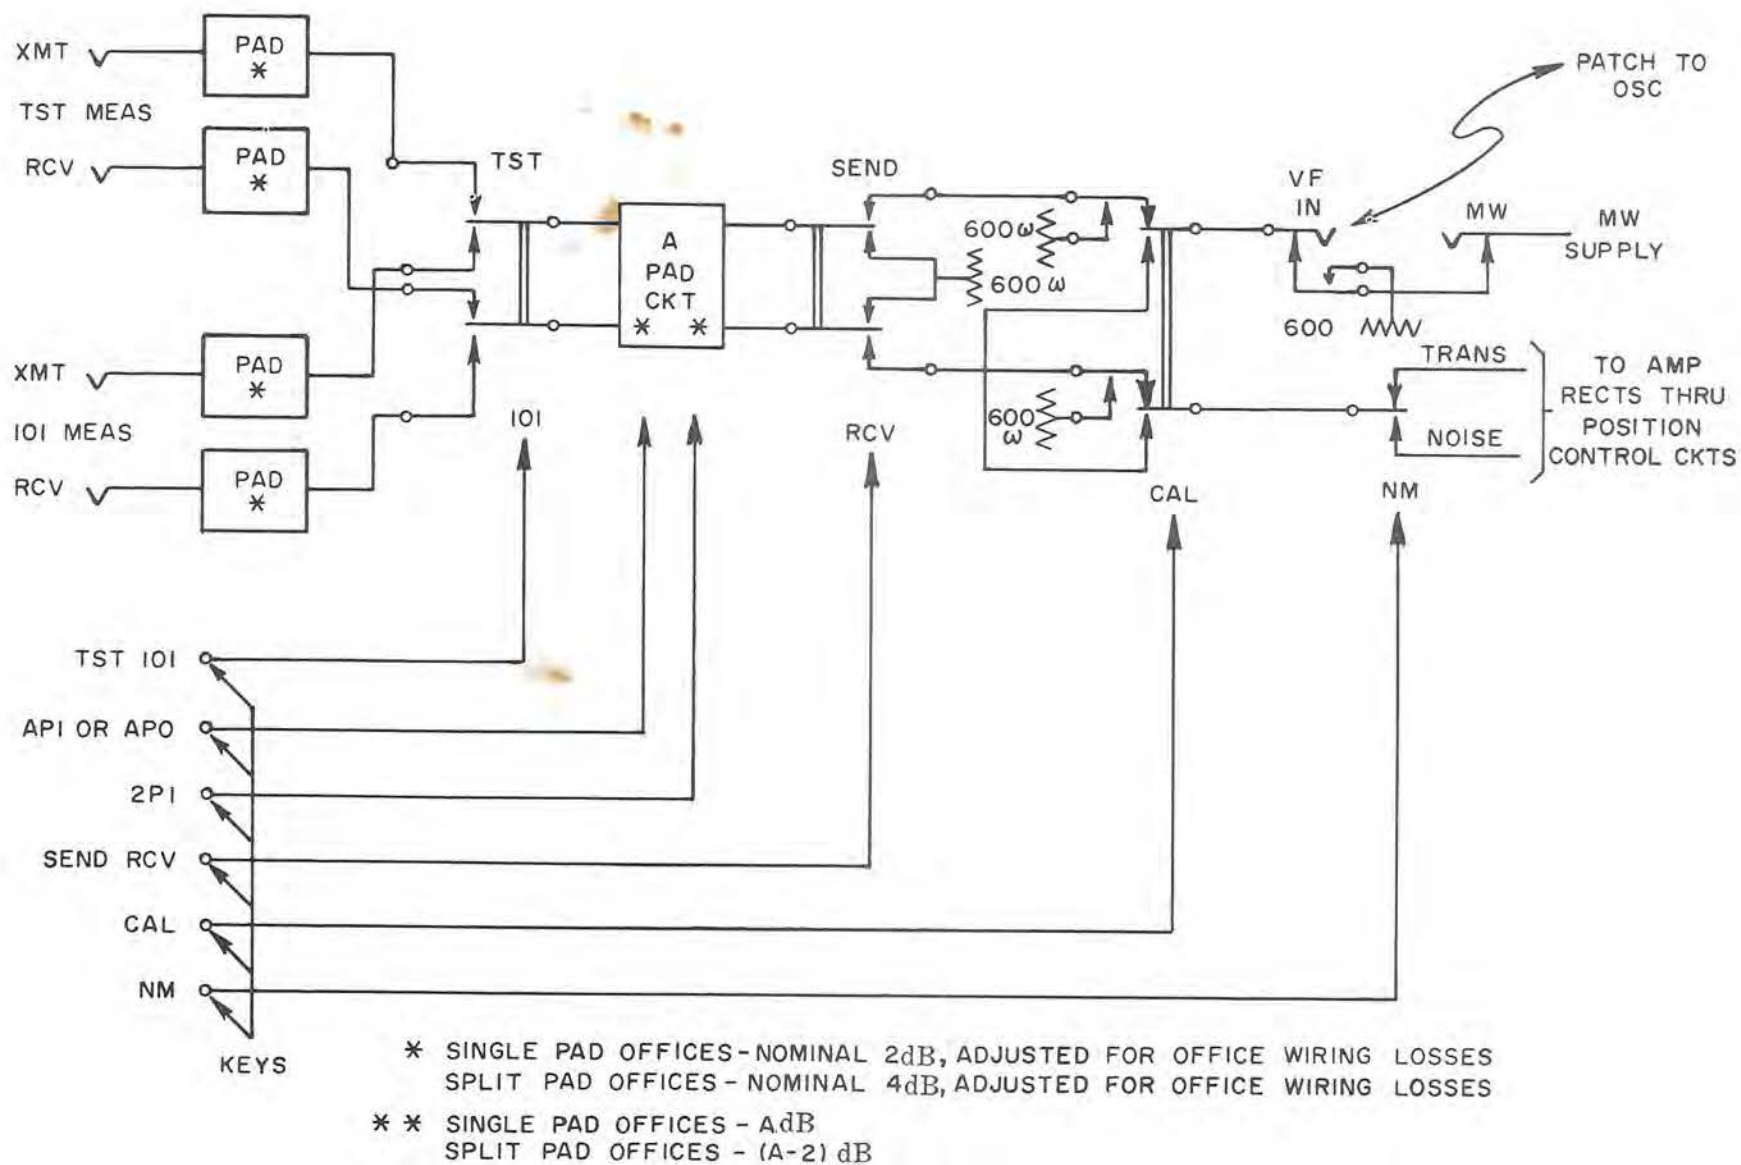 XMT
PAD
*
TST MEAS
RCV
PAD
*
XMT
PAD
*
101 MEAS
RCV
PAD
*
TST
101
A
PAD
CKT
* *
SEND
RCV
600 ω
600 ω
600
ω
CAL
VF
IN
PATCH TO
OSC
MW
MW
SUPPLY
600
TRANS
NOISE
NM
TO AMP
RECTS THRU
POSITION
CONTROL CKTS
TST 101
AP1 OR APO
2P1
SEND RCV
CAL
NM
KEYS
* SINGLE PAD OFFICES - NOMINAL 2dB, ADJUSTED FOR OFFICE WIRING LOSSES
SPLIT PAD OFFICES - NOMINAL 4dB, ADJUSTED FOR OFFICE WIRING LOSSES
* * SINGLE PAD OFFICES - A dB
SPLIT PAD OFFICES - (A-2) dB